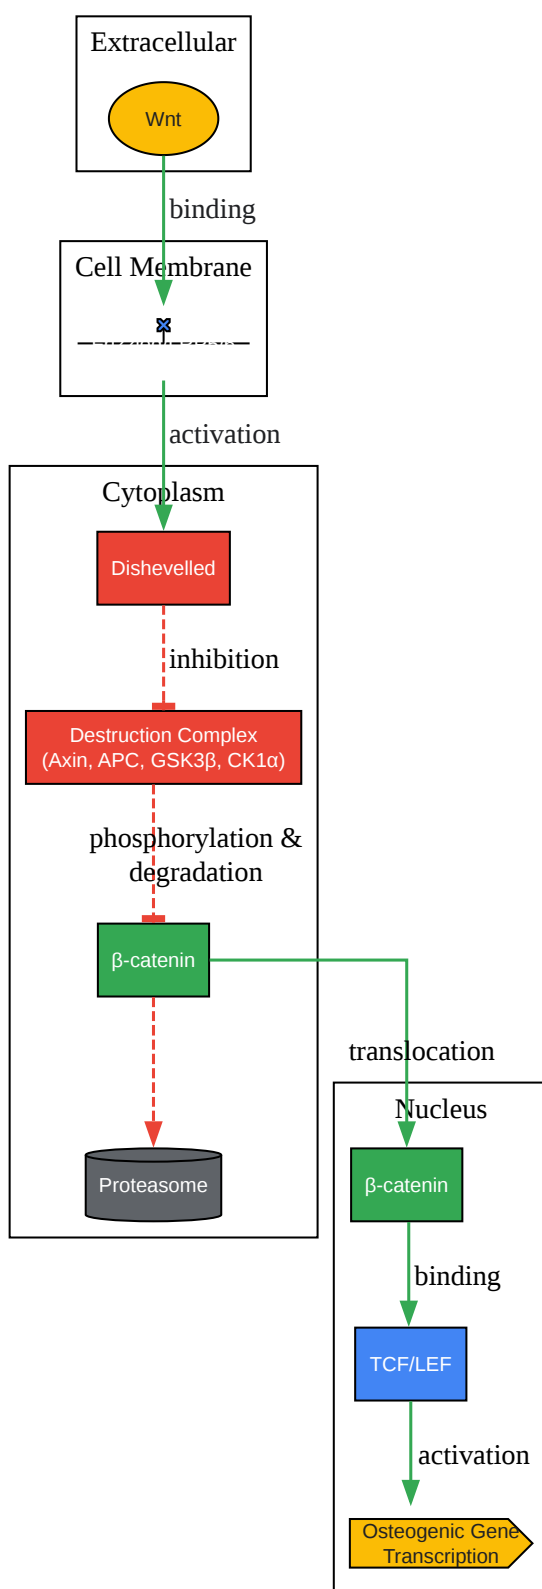 Extracellular
Wnt
binding
Cell Membrane
activation
Cytoplasm
Dishevelled
inhibition
Destruction Complex
(Axin, APC, GSK3β, CK1α)
phosphorylation &
degradation
β-catenin
translocation
Nucleus
Proteasome
β-catenin
binding
TCF/LEF
activation
Osteogenic Gene
Transcription